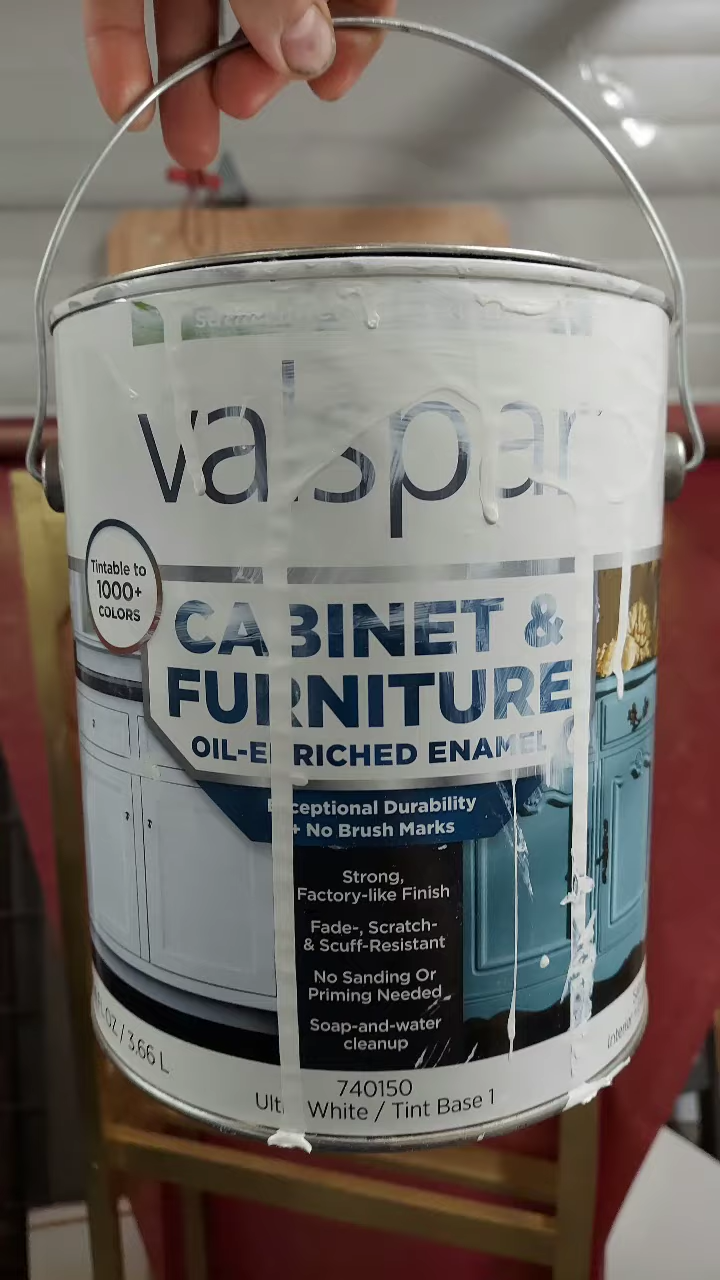 valspar
Tintable to
1000+
COLORS
CABINET &
FURNITURE
OIL-ENRICHED ENAMEL
Exceptional Durability
+ No Brush Marks
Strong,
Factory-like Finish
Fade-, Scratch-
& Scuff-Resistant
No Sanding Or
Priming Needed
Soap-and-water
cleanup
OZ / 3.66 L
740150
Ultra White / Tint Base 1